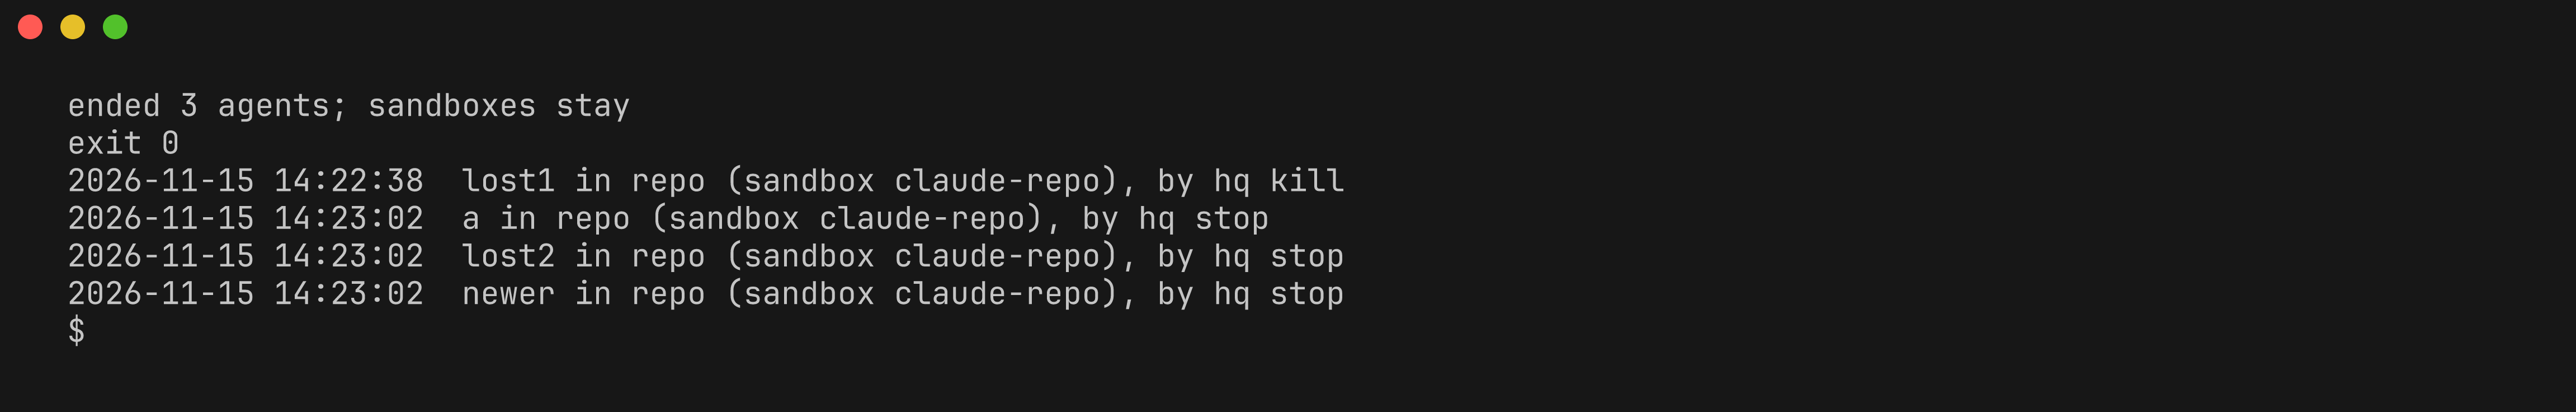 ended 3 agents; sandboxes stay
exit 0
2026-11-15 14:22:38  lost1 in repo (sandbox claude-repo), by hq kill
2026-11-15 14:23:02  a in repo (sandbox claude-repo), by hq stop
2026-11-15 14:23:02  lost2 in repo (sandbox claude-repo), by hq stop
2026-11-15 14:23:02  newer in repo (sandbox claude-repo), by hq stop
$